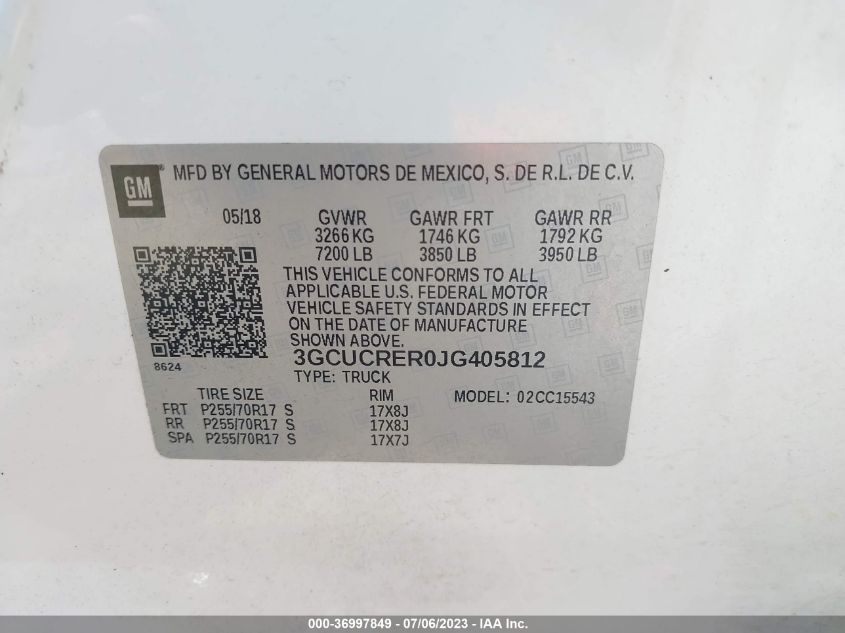 GM® MFD BY GENERAL MOTORS DE MEXICO, S. DE R.L. DE C.V.
05/18 GVWR GAWR FRT GAWR RR
3266 KG 1746 KG 1792 KG
7200 LB 3850 LB 3950 LB
THIS VEHICLE CONFORMS TO ALL
APPLICABLE U.S. FEDERAL MOTOR
VEHICLE SAFETY STANDARDS IN EFFECT
ON THE DATE OF MANUFACTURE
SHOWN ABOVE.
3GCUCRER0JG405812
8624
TYPE: TRUCK
TIRE SIZE RIM MODEL: 02CC15543
FRT P255/70R17 S 17X8J
RR P255/70R17 S 17X8J
SPA P255/70R17 S 17X7J
000-36997849 - 07/06/2023 - IAA Inc.